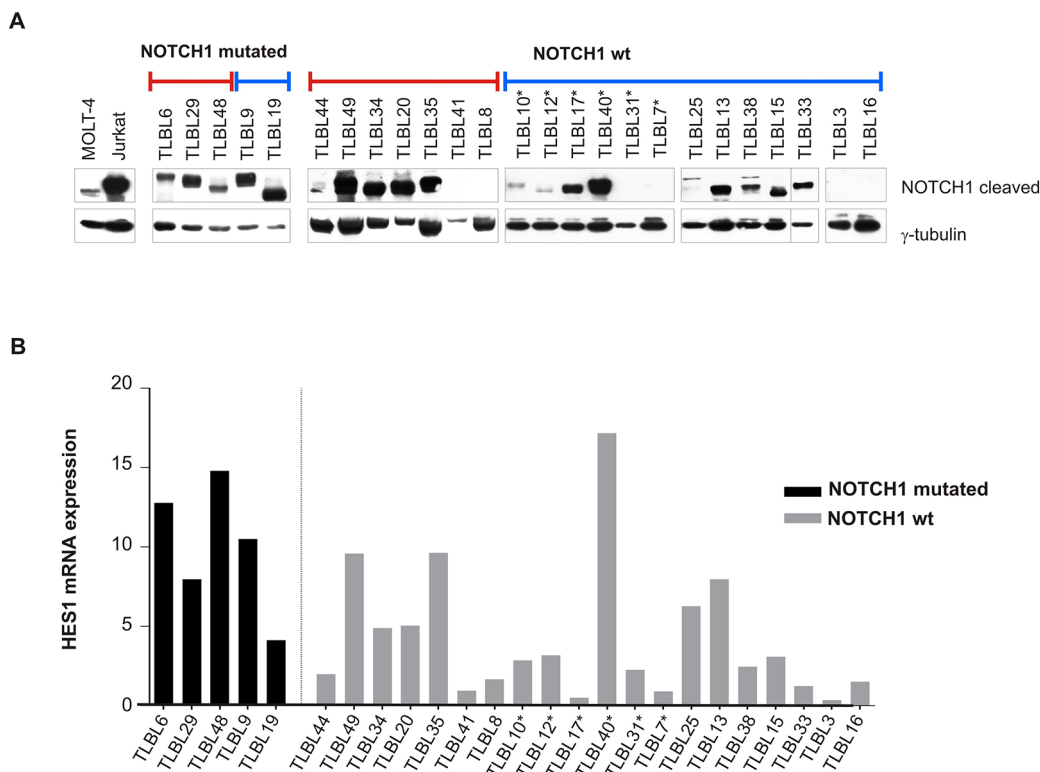 A
NOTCH1 mutated
NOTCH1 wt
MOLT-4
Jurkat
TLBL6
TLBL29
TLBL48
TLBL9
TLBL19
TLBL44
TLBL49
TLBL34
TLBL20
TLBL35
TLBL41
TLBL8
TLBL10*
TLBL12*
TLBL17*
TLBL40*
TLBL31*
TLBL7*
TLBL25
TLBL13
TLBL38
TLBL15
TLBL33
TLBL3
TLBL16
NOTCH1 cleaved
γ-tubulin
B
HES1 mRNA expression
20
15
10
5
0
NOTCH1 mutated
NOTCH1 wt
TLBL6
TLBL29
TLBL48
TLBL9
TLBL19
TLBL44
TLBL49
TLBL34
TLBL20
TLBL35
TLBL41
TLBL8
TLBL10*
TLBL12*
TLBL17*
TLBL40*
TLBL31*
TLBL7*
TLBL25
TLBL13
TLBL38
TLBL15
TLBL33
TLBL3
TLBL16